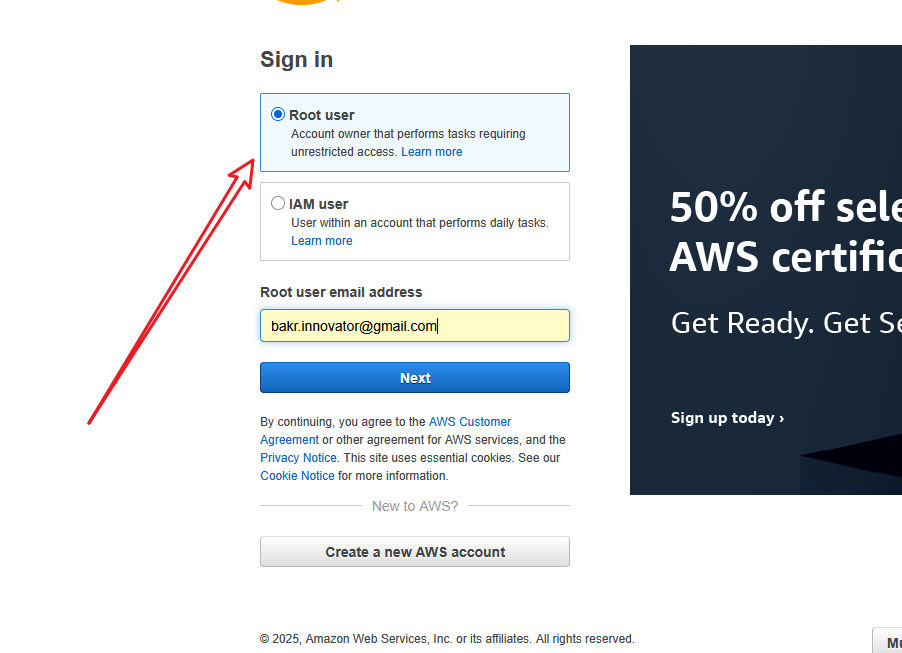 Sign in
Root user
Account owner that performs tasks requiring
unrestricted access. Learn more
IAM user
User within an account that performs daily tasks.
Learn more
Root user email address
bakr.innovator@gmail.com
Next
By continuing, you agree to the AWS Customer
Agreement or other agreement for AWS services, and the
Privacy Notice. This site uses essential cookies. See our
Cookie Notice for more information.
New to AWS?
Create a new AWS account
50% off sele
AWS certific
Get Ready. Get Se
Sign up today ›
© 2025, Amazon Web Services, Inc. or its affiliates. All rights reserved.
Mu